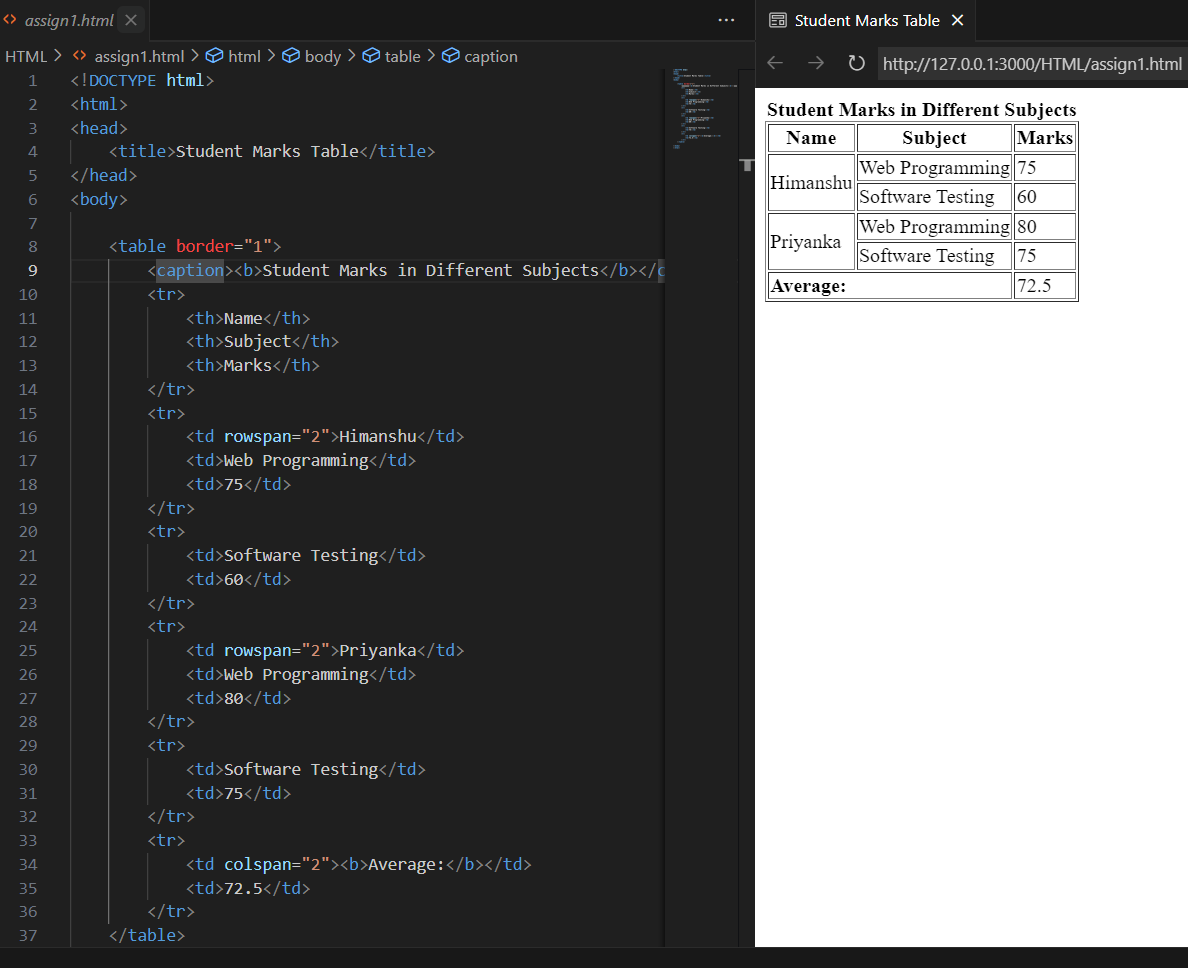 assign1.html
HTML > assign1.html > html > body > table > caption
1 <!DOCTYPE html>
2 <html>
3 <head>
4 <title>Student Marks Table</title>
5 </head>
6 <body>
7
8 <table border="1">
9 <caption><b>Student Marks in Different Subjects</b></c
10 <tr>
11 <th>Name</th>
12 <th>Subject</th>
13 <th>Marks</th>
14 </tr>
15 <tr>
16 <td rowspan="2">Himanshu</td>
17 <td>Web Programming</td>
18 <td>75</td>
19 </tr>
20 <tr>
21 <td>Software Testing</td>
22 <td>60</td>
23 </tr>
24 <tr>
25 <td rowspan="2">Priyanka</td>
26 <td>Web Programming</td>
27 <td>80</td>
28 </tr>
29 <tr>
30 <td>Software Testing</td>
31 <td>75</td>
32 </tr>
33 <tr>
34 <td colspan="2"><b>Average:</b></td>
35 <td>72.5</td>
36 </tr>
37 </table>
Student Marks Table
http://127.0.0.1:3000/HTML/assign1.html
Student Marks in Different Subjects
Name Subject Marks
Himanshu Web Programming 75
Software Testing 60
Priyanka Web Programming 80
Software Testing 75
Average: 72.5